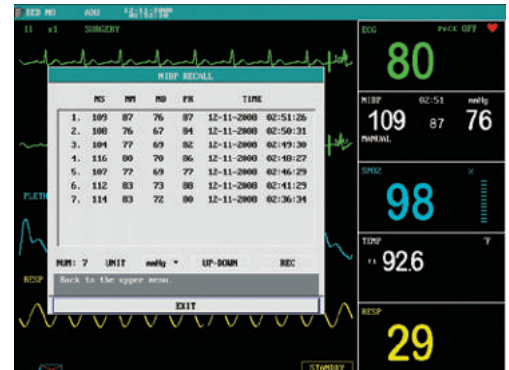 BED NO ADU
II x1 SURGERY
ECG PACE OFF
80
NIBP RECALL
NS NM ND PR TIME
1. 109 87 76 87 12-11-2008 02:51:26
2. 108 76 67 84 12-11-2008 02:50:31
3. 104 77 69 82 12-11-2008 02:49:30
4. 116 80 70 86 12-11-2008 02:48:27
5. 107 77 69 77 12-11-2008 02:46:29
6. 112 83 73 88 12-11-2008 02:41:29
7. 114 83 72 80 12-11-2008 02:36:34
NUM: 7 UNIT mmHg UP-DOWN REC
Back to the upper menu.
EXIT
NIBP 02:51 mmHg
109 87 76
MANUAL
SPO2 %
98
PLETH
TEMP °F
T1 92.6
RESP
RESP
29
STANDBY